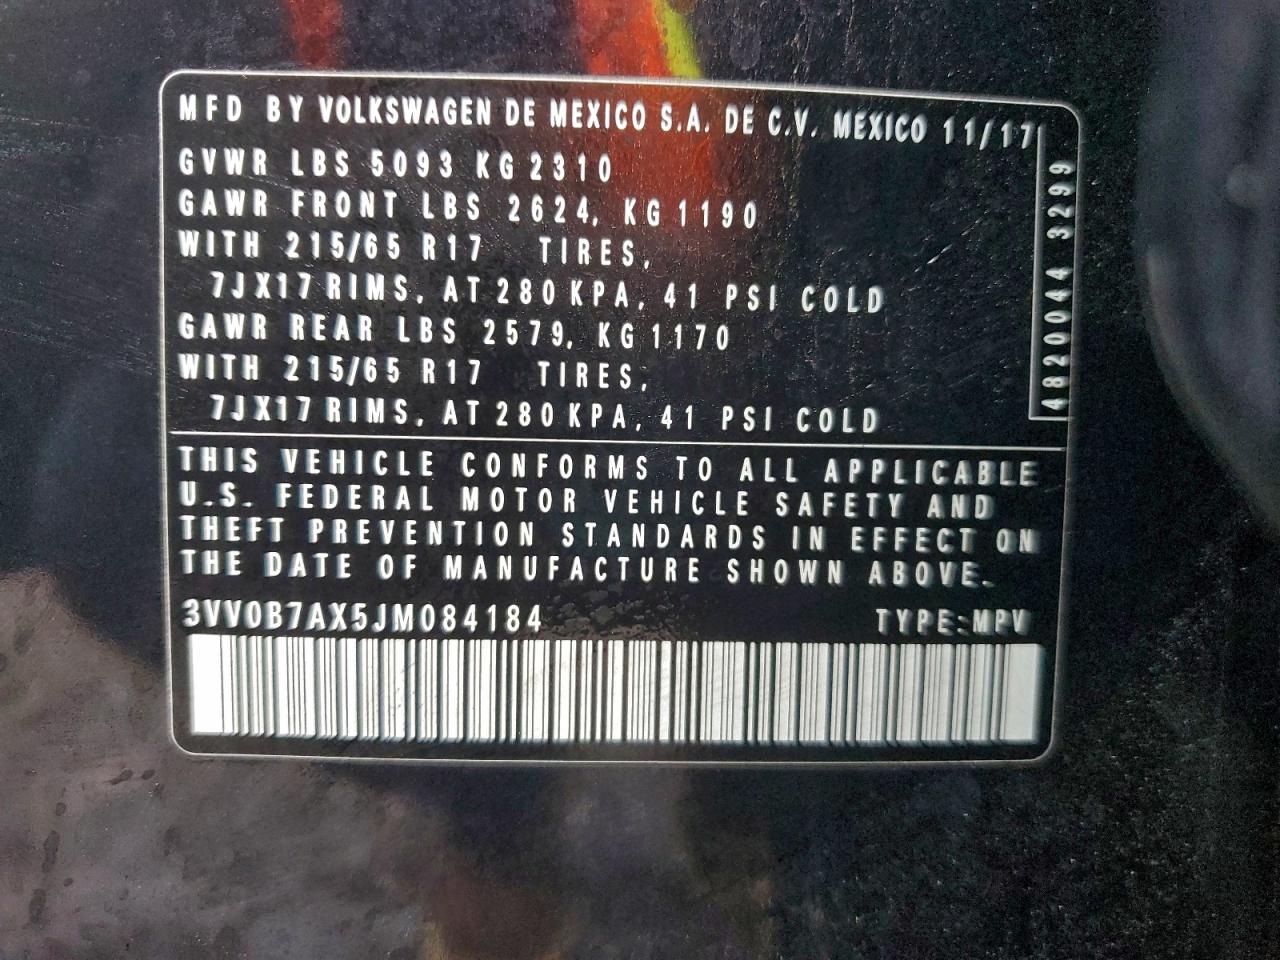 MFD BY VOLKSWAGEN DE MEXICO S.A. DE C.V. MEXICO 11/17
GVWR LBS 5093 KG 2310
GAWR FRONT LBS 2624, KG 1190
WITH 215/65 R17 TIRES,
7JX17 RIMS, AT 280 KPA, 41 PSI COLD
GAWR REAR LBS 2579, KG 1170
WITH 215/65 R17 TIRES,
7JX17 RIMS, AT 280 KPA, 41 PSI COLD
4820044 3299
THIS VEHICLE CONFORMS TO ALL APPLICABLE
U.S. FEDERAL MOTOR VEHICLE SAFETY AND
THEFT PREVENTION STANDARDS IN EFFECT ON
THE DATE OF MANUFACTURE SHOWN ABOVE.
3VV0B7AX5JM084184 TYPE:MPV